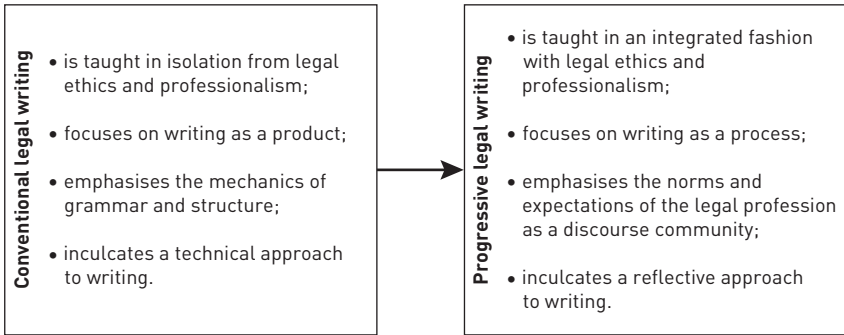 Conventional legal writing
• is taught in isolation from legal
ethics and professionalism;
• focuses on writing as a product;
• emphasises the mechanics of
grammar and structure;
• inculcates a technical approach
to writing.
Progressive legal writing
• is taught in an integrated fashion
with legal ethics and
professionalism;
• focuses on writing as a process;
• emphasises the norms and
expectations of the legal profession
as a discourse community;
• inculcates a reflective approach
to writing.